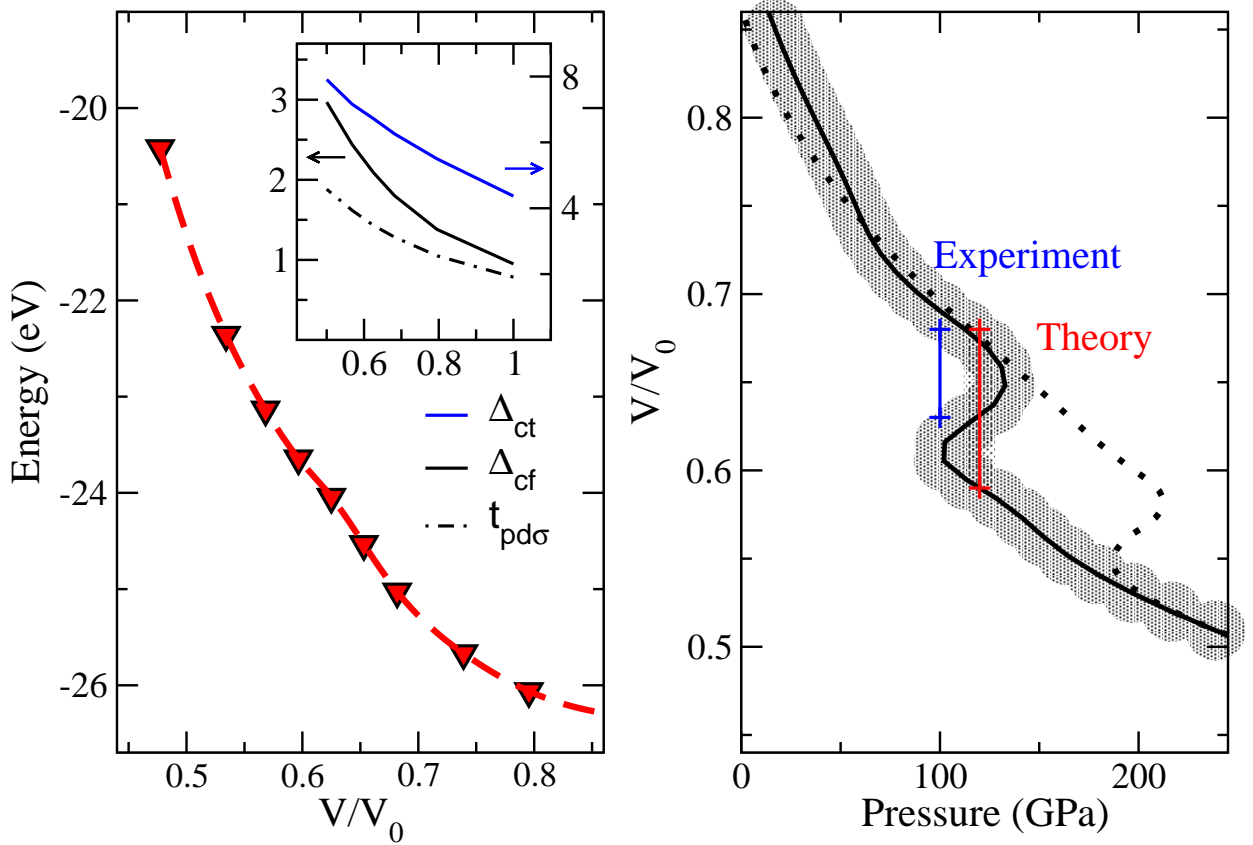 Energy (eV)
-20
-22
-24
-26
0.5 0.6 0.7 0.8
V/V₀
3
2
1
8
4
0.6 0.8 1
Δct
Δcf
tpdσ
V/V₀
0.8
0.7
0.6
0.5
Experiment
Theory
0 100 200
Pressure (GPa)